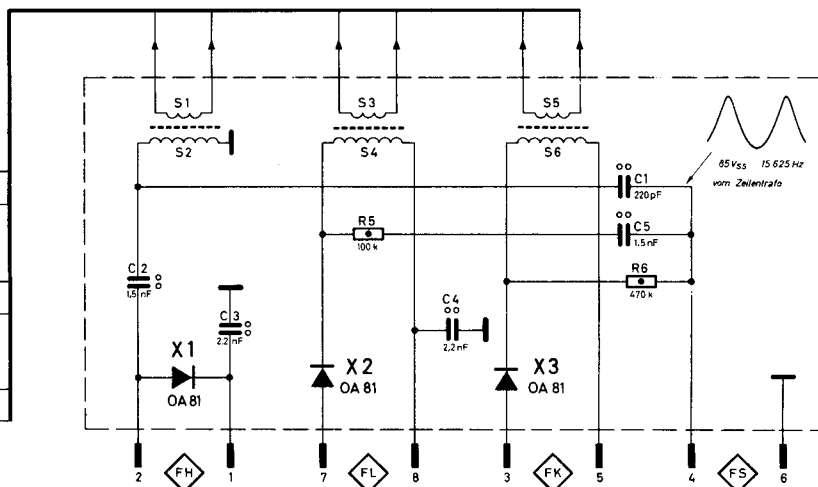 S1
S3
S5
S2
S4
S6
85 Vss 15 625 Hz
vom Zeilentrafo
C1
220 pF
R5
100 k
C5
1,5 nF
R6
470 k
C2
1,5 nF
C3
2,2 nF
C4
2,2 nF
X1
OA 81
X2
OA 81
X3
OA 81
2 FH 1 7 FL 8 3 FK 5 4 FS 6